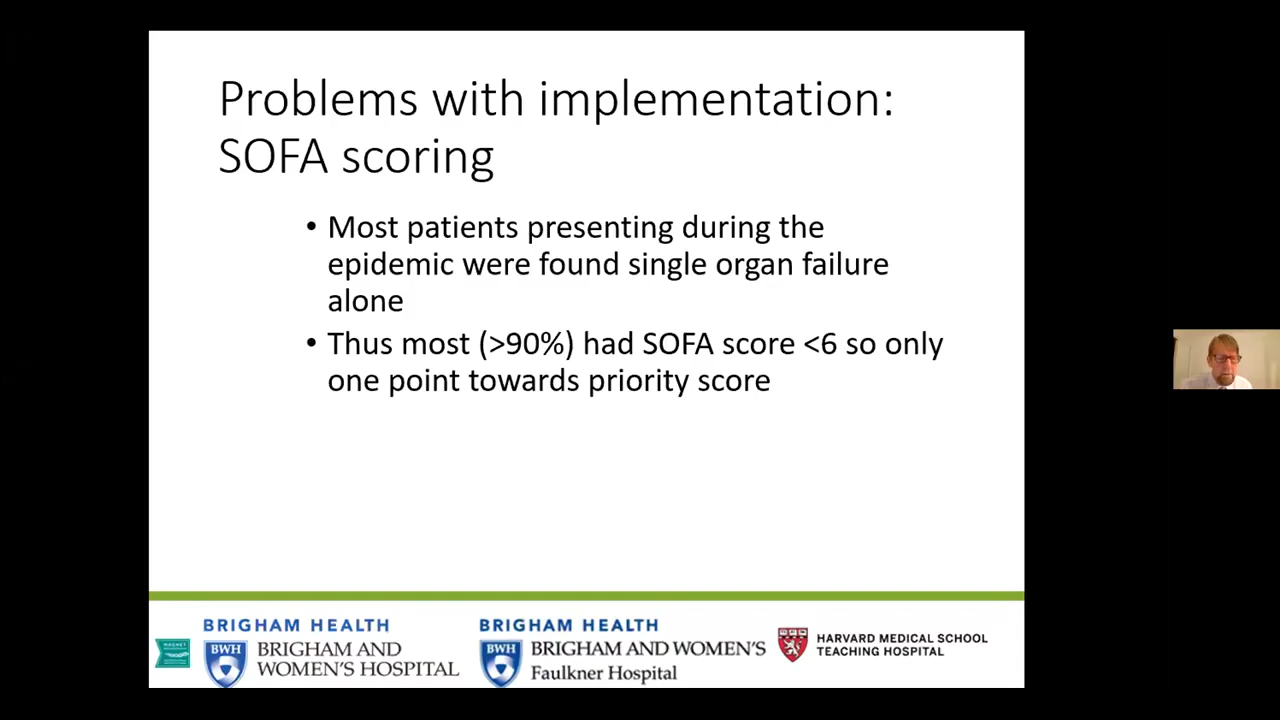 Problems with implementation:
SOFA scoring
• Most patients presenting during the
epidemic were found single organ failure
alone
• Thus most (>90%) had SOFA score <6 so only
one point towards priority score
BRIGHAM HEALTH
BWH
BRIGHAM AND
WOMEN'S HOSPITAL
BRIGHAM HEALTH
BWH
BRIGHAM AND WOMEN'S
Faulkner Hospital
HARVARD MEDICAL SCHOOL
TEACHING HOSPITAL